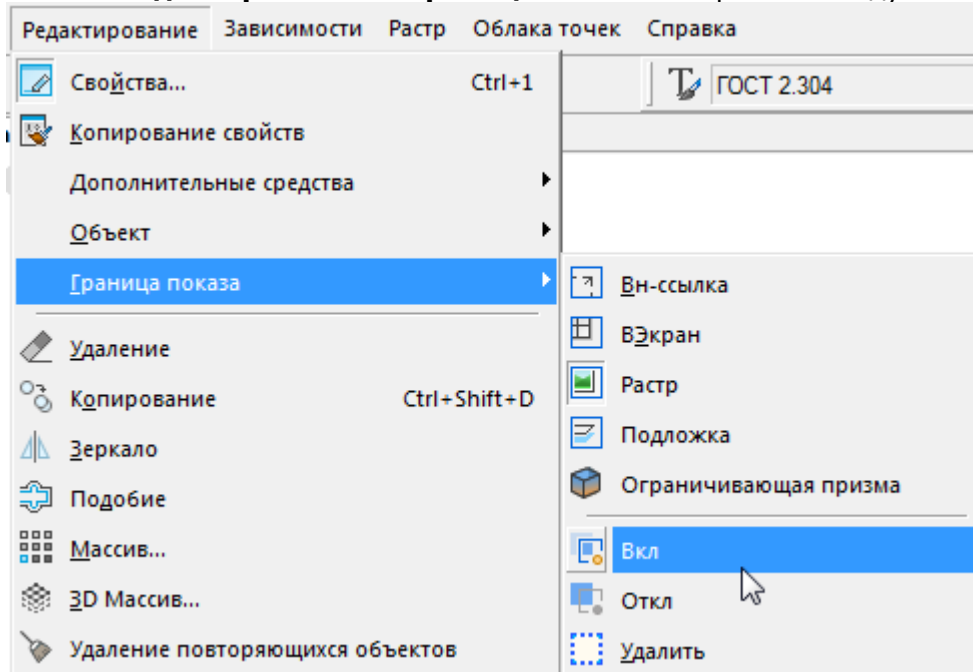 Редактирование Зависимости Растр Облака точек Справка
Свойства... Ctrl+1
ГОСТ 2.304
Копирование свойств
Дополнительные средства
Объект
Граница показа
Вн-ссылка
ВЭкран
Растр
Подложка
Ограничивающая призма
Вкл
Откл
Удалить
Удаление
Копирование Ctrl+Shift+D
Зеркало
Подобие
Массив...
3D Массив...
Удаление повторяющихся объектов